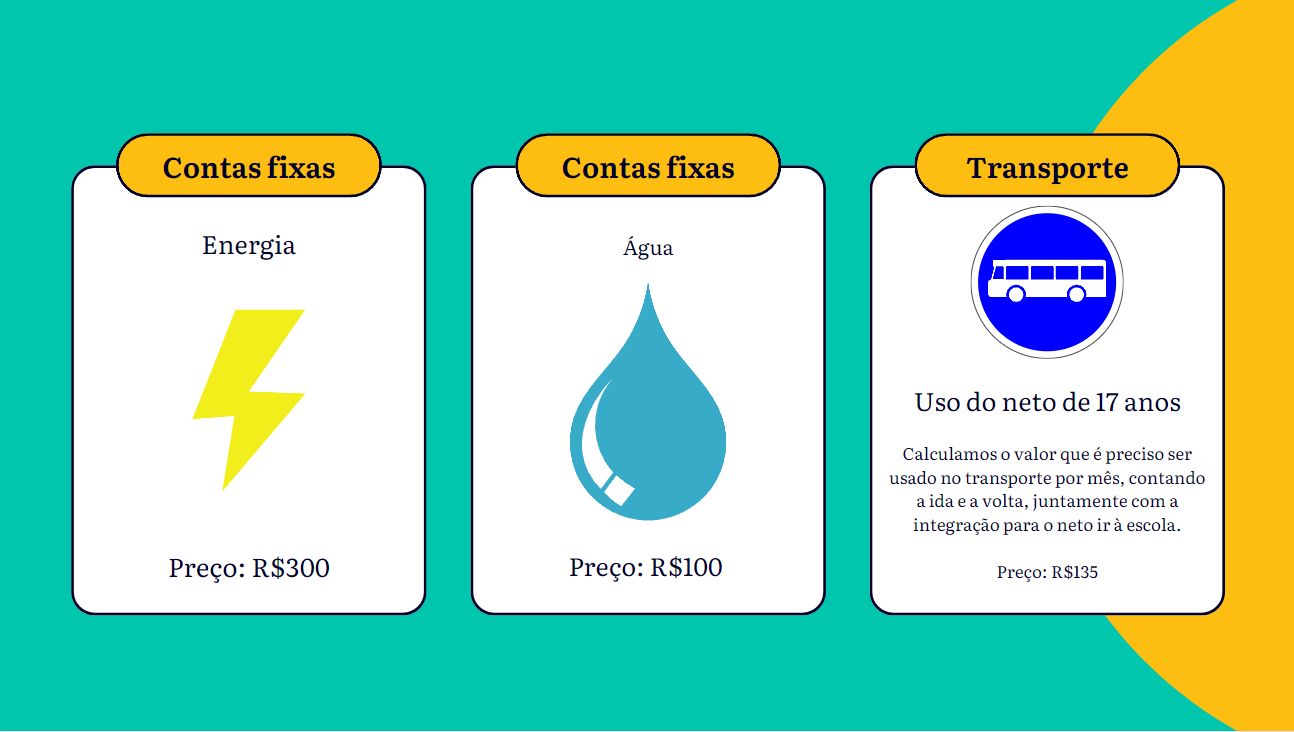 Contas fixas
Energia
Preço: R$300
Contas fixas
Água
Preço: R$100
Transporte
Uso do neto de 17 anos
Calculamos o valor que é preciso ser
usado no transporte por mês, contando
a ida e a volta, juntamente com a
integração para o neto ir à escola.
Preço: R$135